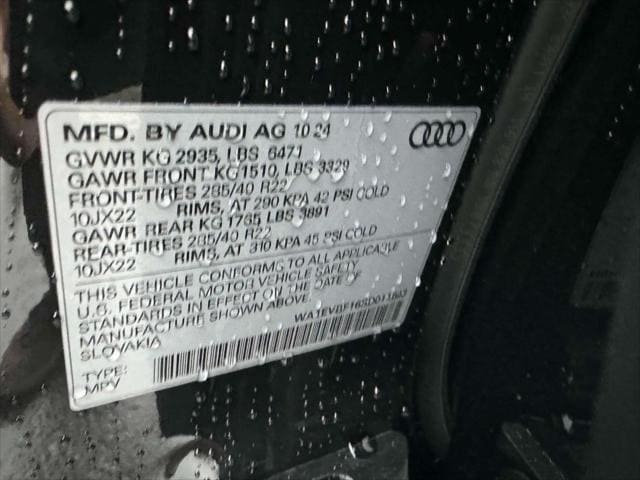 MFD. BY AUDI AG 10 24
GVWR KG 2935, LBS 6471
GAWR FRONT KG 1510, LBS 3329
FRONT-TIRES 285/40 R22
10JX22 RIMS, AT 290 KPA 42 PSI COLD
GAWR REAR KG 1765 LBS 3891
REAR-TIRES 285/40 R22
10JX22 RIMS, AT 310 KPA 45 PSI COLD
THIS VEHICLE CONFORMS TO ALL APPLICABLE
U.S. FEDERAL MOTOR VEHICLE SAFETY
STANDARDS IN EFFECT ON THE DATE OF
MANUFACTURE SHOWN ABOVE.
SLOVAKIA
TYPE:
MPV